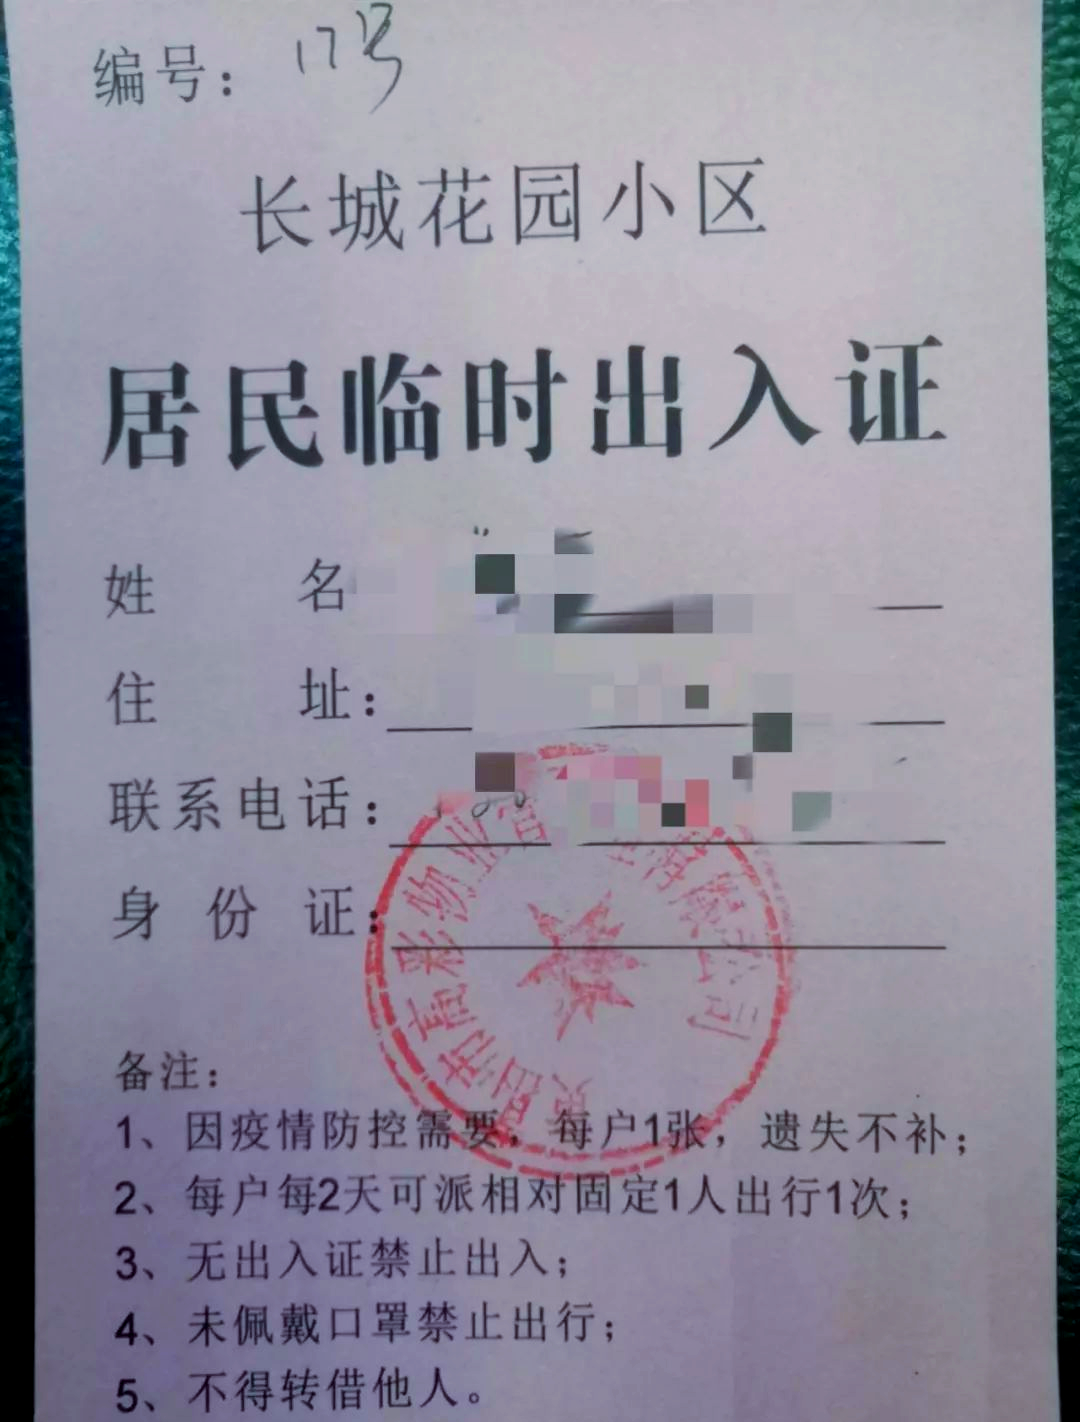 编号：17号
长城花园小区
居民临时出入证
姓名
住址：
联系电话：
身份证：
物业
公司
备注：
1、因疫情防控需要，每户1张，遗失不补；
2、每户每2天可派相对固定1人出行1次；
3、无出入证禁止出入；
4、未佩戴口罩禁止出行；
5、不得转借他人。